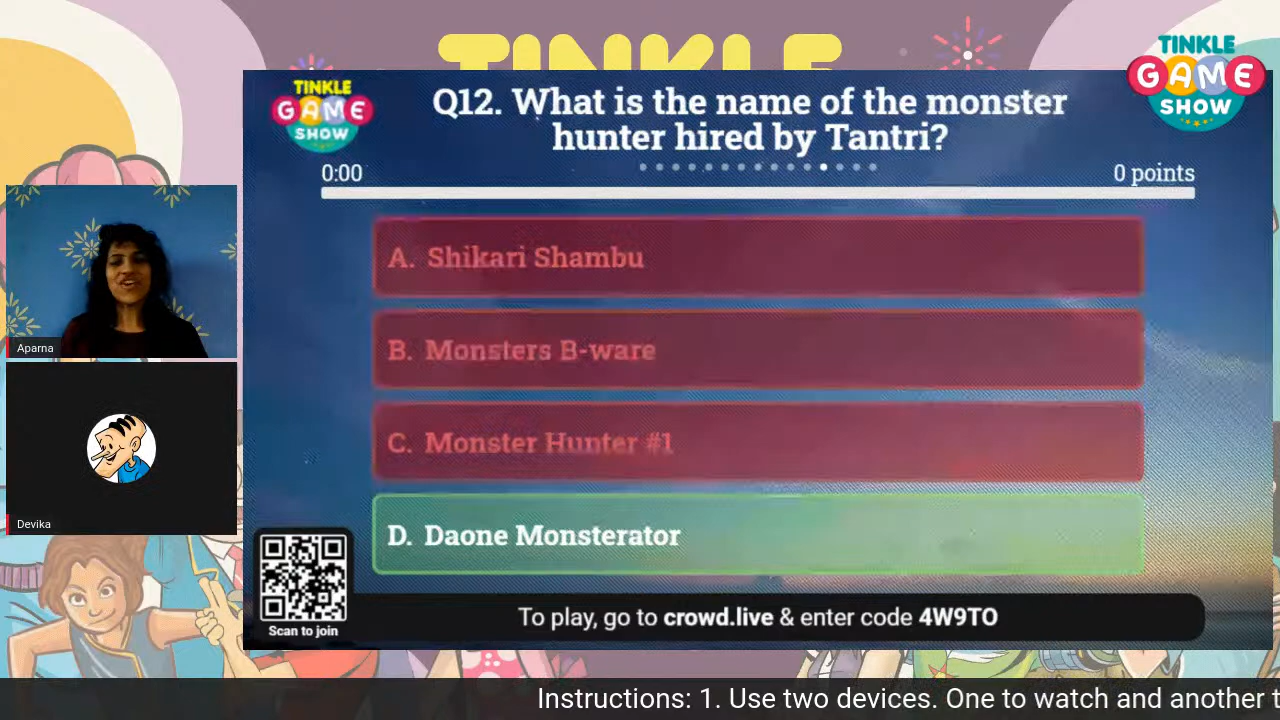 TINKLE
TINKLE
GAME
SHOW
TINKLE
GAME
SHOW
Q12. What is the name of the monster
hunter hired by Tantri?
0:00
0 points
A. Shikari Shambu
B. Monsters B-ware
C. Monster Hunter #1
D. Daone Monsterator
Aparna
Devika
Scan to join
To play, go to crowd.live & enter code 4W9TO
Instructions: 1. Use two devices. One to watch and another t